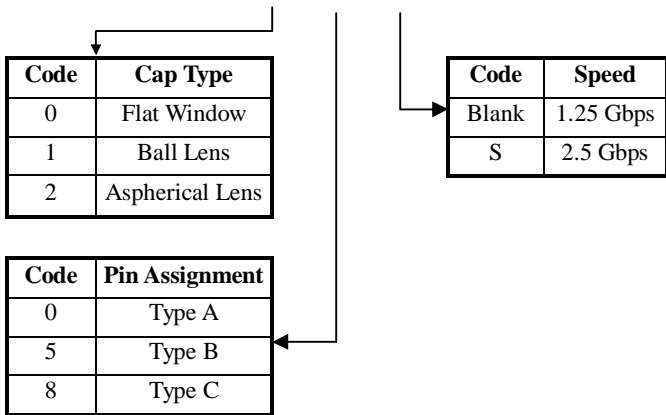 Code Cap Type
0 Flat Window
1 Ball Lens
2 Aspherical Lens
Code Speed
Blank 1.25 Gbps
S 2.5 Gbps
Code Pin Assignment
0 Type A
5 Type B
8 Type C